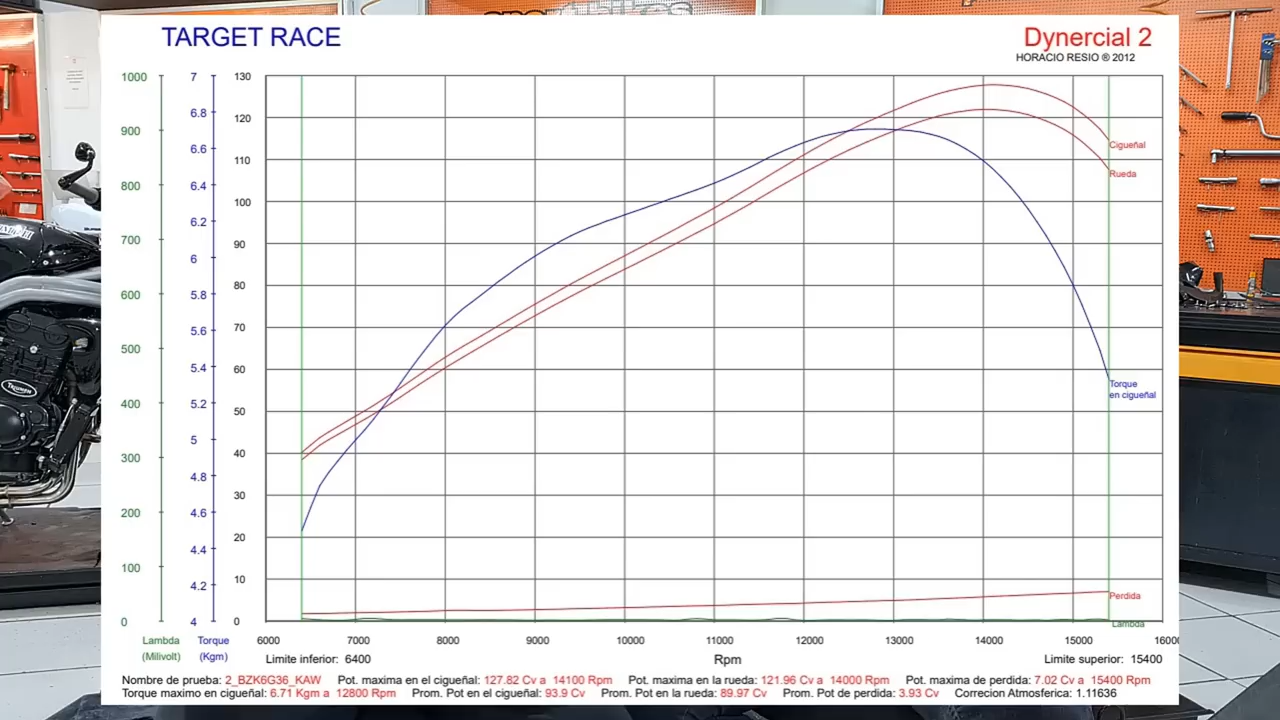 TARGET RACE
Dynercial 2
HORACIO RESIO ® 2012
1000 7 130
6.8
900 120
6.6
110
800 6.4
100
6.2
700
90
6
600 5.8 80
5.6 70
500
5.4 60
400 5.2
50
5
300 40
4.8
30
200 4.6
20
4.4
100
4.2 10
0 4 0
Cigueñal
Rueda
Torque
en cigueñal
Perdida
Lambda
6000 7000 8000 9000 10000 11000 12000 13000 14000 15000 16000
Lambda Torque
(Milivolt) (Kgm)
Limite inferior: 6400 Rpm Limite superior: 15400
Nombre de prueba: 2_BZK6G36_KAW Pot. maxima en el cigueñal: 127.82 Cv a 14100 Rpm Pot. maxima en la rueda: 121.96 Cv a 14000 Rpm Pot. maxima de perdida: 7.02 Cv a 15400 Rpm
Torque maximo en cigueñal: 6.71 Kgm a 12800 Rpm Prom. Pot en el cigueñal: 93.9 Cv Prom. Pot en la rueda: 89.97 Cv Prom. Pot de perdida: 3.93 Cv Correcion Atmosferica: 1.11636
TRIUMPH